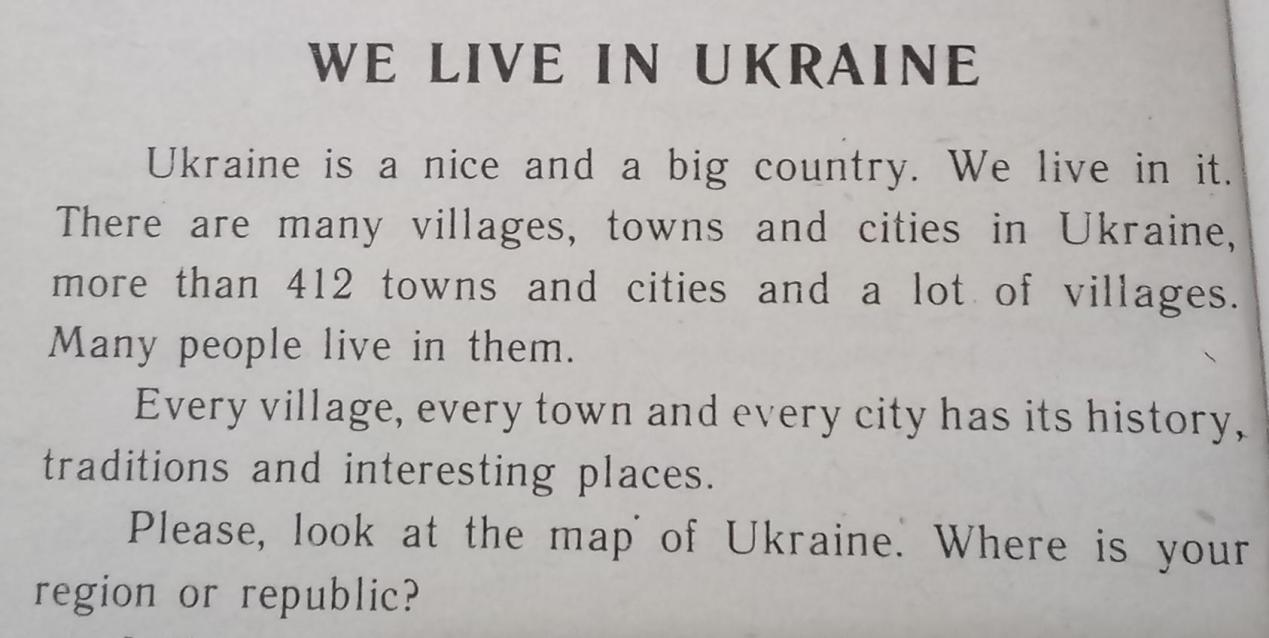 WE LIVE IN UKRAINE
Ukraine is a nice and a big country. We live in it.
There are many villages, towns and cities in Ukraine,
more than 412 towns and cities and a lot of villages.
Many people live in them.
Every village, every town and every city has its history,
traditions and interesting places.
Please, look at the map of Ukraine. Where is your
region or republic?